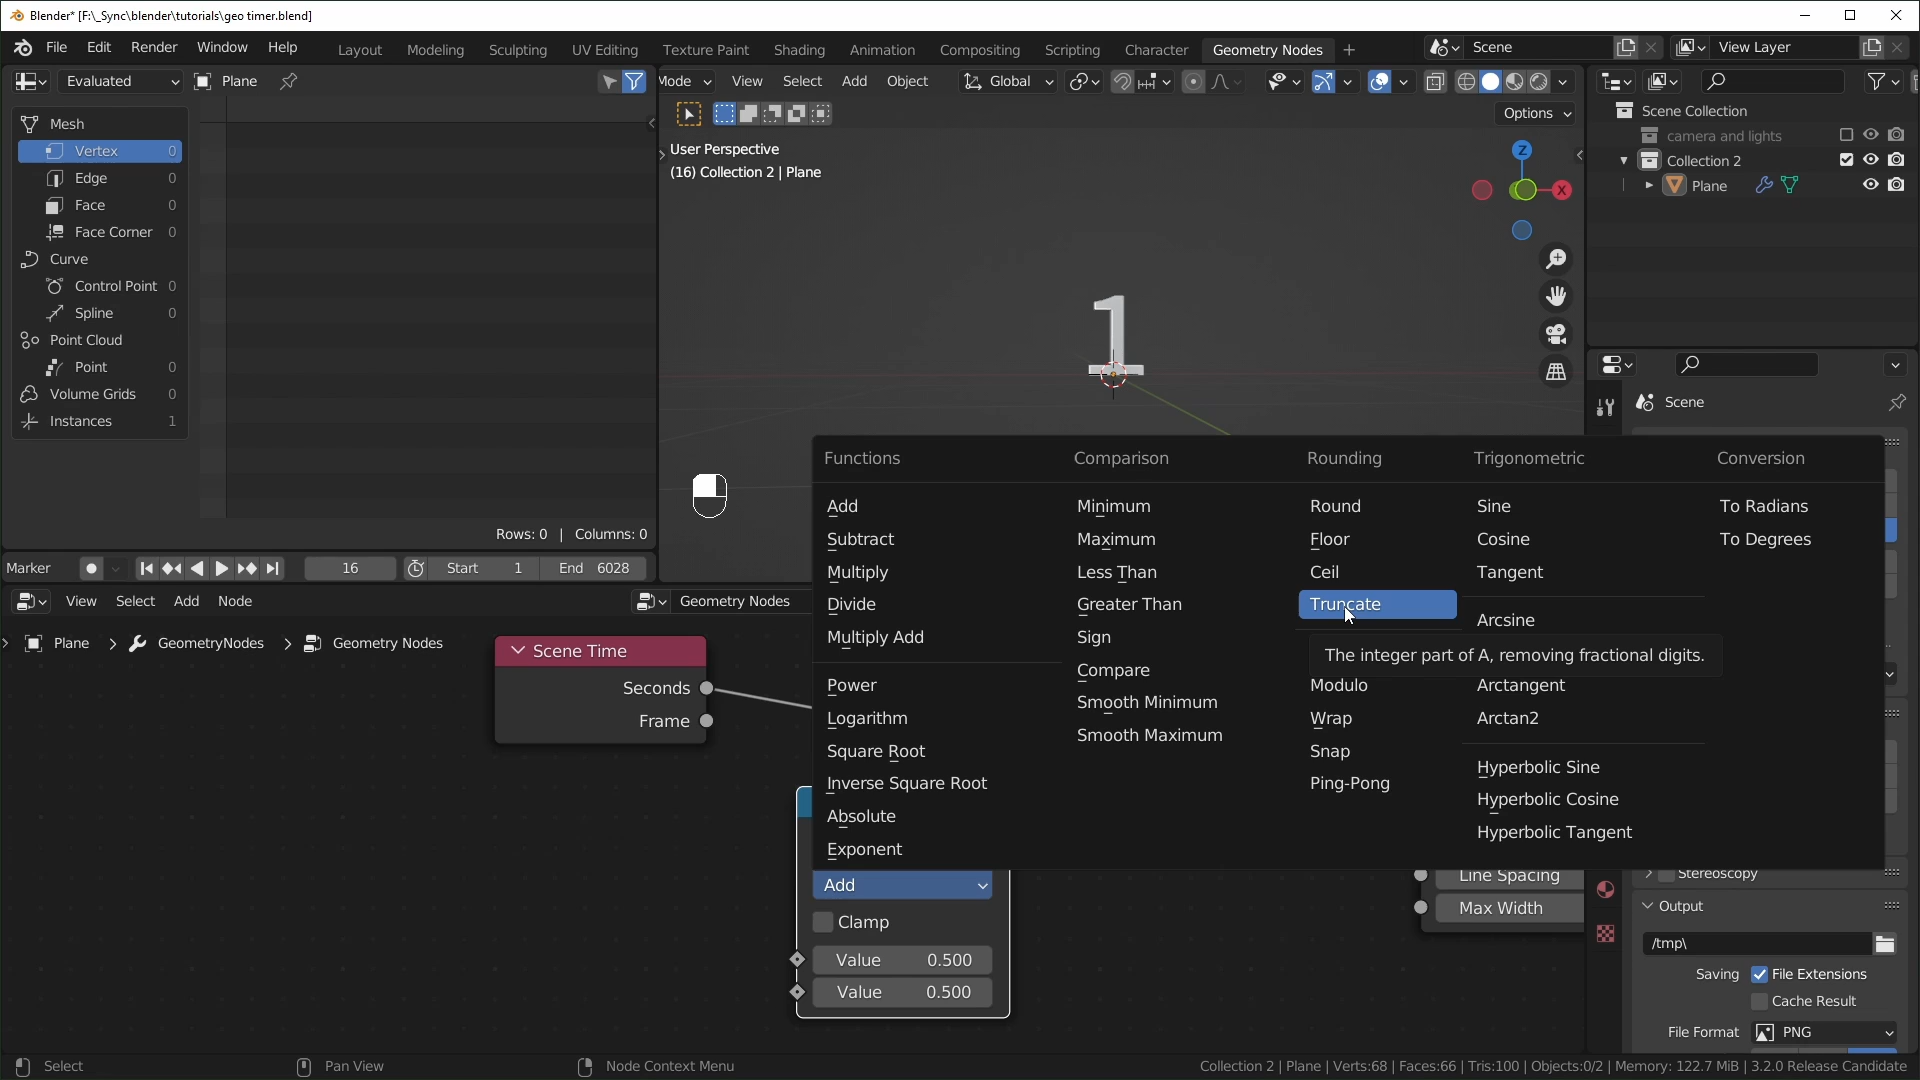 Blender* [F:\_Sync\blender\tutorials\geo timer.blend]
File Edit Render Window Help
Layout Modeling Sculpting UV Editing Texture Paint Shading Animation Compositing Scripting Character Geometry Nodes +
Scene
View Layer
Evaluated
Plane
Mode View Select Add Object
Global
Options
Mesh
Vertex 0
Edge 0
Face 0
Face Corner 0
Curve
Control Point 0
Spline 0
Point Cloud
Point 0
Volume Grids 0
Instances 1
Rows: 0 | Columns: 0
User Perspective
(16) Collection 2 | Plane
Z
X
1
Scene Collection
camera and lights
Collection 2
Plane
Scene
Marker
16
Start 1
End 6028
View Select Add Node
Geometry Nodes
Plane > GeometryNodes > Geometry Nodes
Scene Time
Seconds
Frame
Functions
Add
Subtract
Multiply
Divide
Multiply Add
Power
Logarithm
Square Root
Inverse Square Root
Absolute
Exponent
Comparison
Minimum
Maximum
Less Than
Greater Than
Sign
Compare
Smooth Minimum
Smooth Maximum
Rounding
Round
Floor
Ceil
Truncate
The integer part of A, removing fractional digits.
Modulo
Wrap
Snap
Ping-Pong
Trigonometric
Sine
Cosine
Tangent
Arcsine
Arctangent
Arctan2
Hyperbolic Sine
Hyperbolic Cosine
Hyperbolic Tangent
Conversion
To Radians
To Degrees
Add
Clamp
Value 0.500
Value 0.500
Line Spacing
Max Width
Stereoscopy
Output
/tmp\
Saving File Extensions
Cache Result
File Format PNG
Select
Pan View
Node Context Menu
Collection 2 | Plane | Verts:68 | Faces:66 | Tris:100 | Objects:0/2 | Memory: 122.7 MiB | 3.2.0 Release Candidate